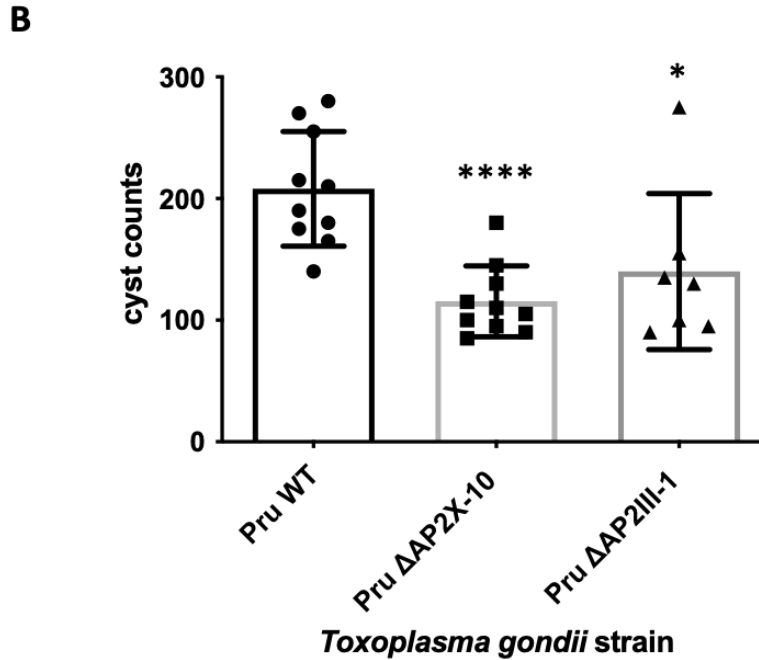 B
300
200
100
0
cyst counts
****
*
Pru WT
Pru ΔAP2X-10
Pru ΔAP2III-1
Toxoplasma gondii strain